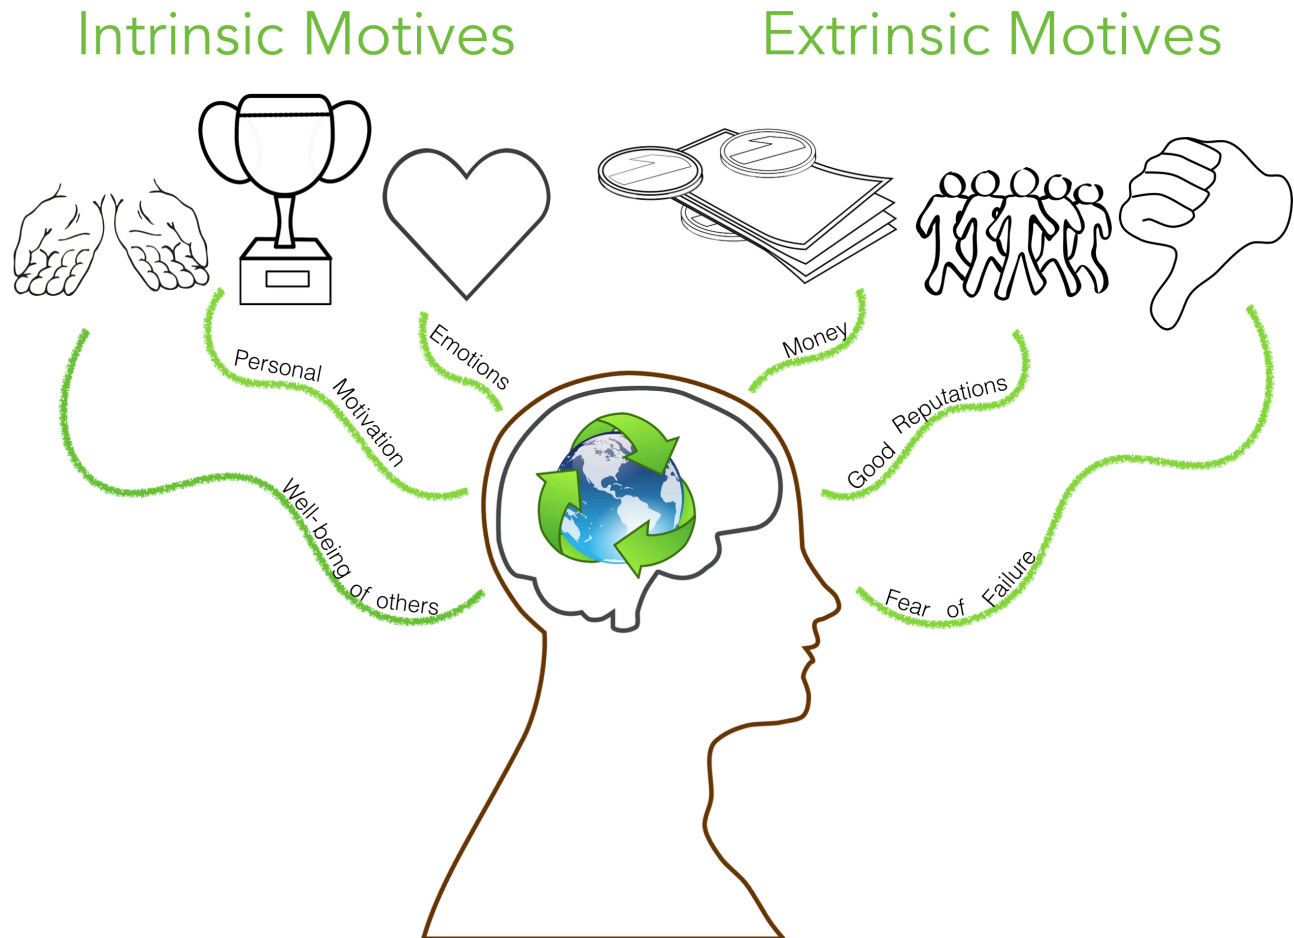 Intrinsic Motives
Extrinsic Motives
Personal Motivation
Emotions
Money
Good Reputations
Well-being of others
Fear of Failure